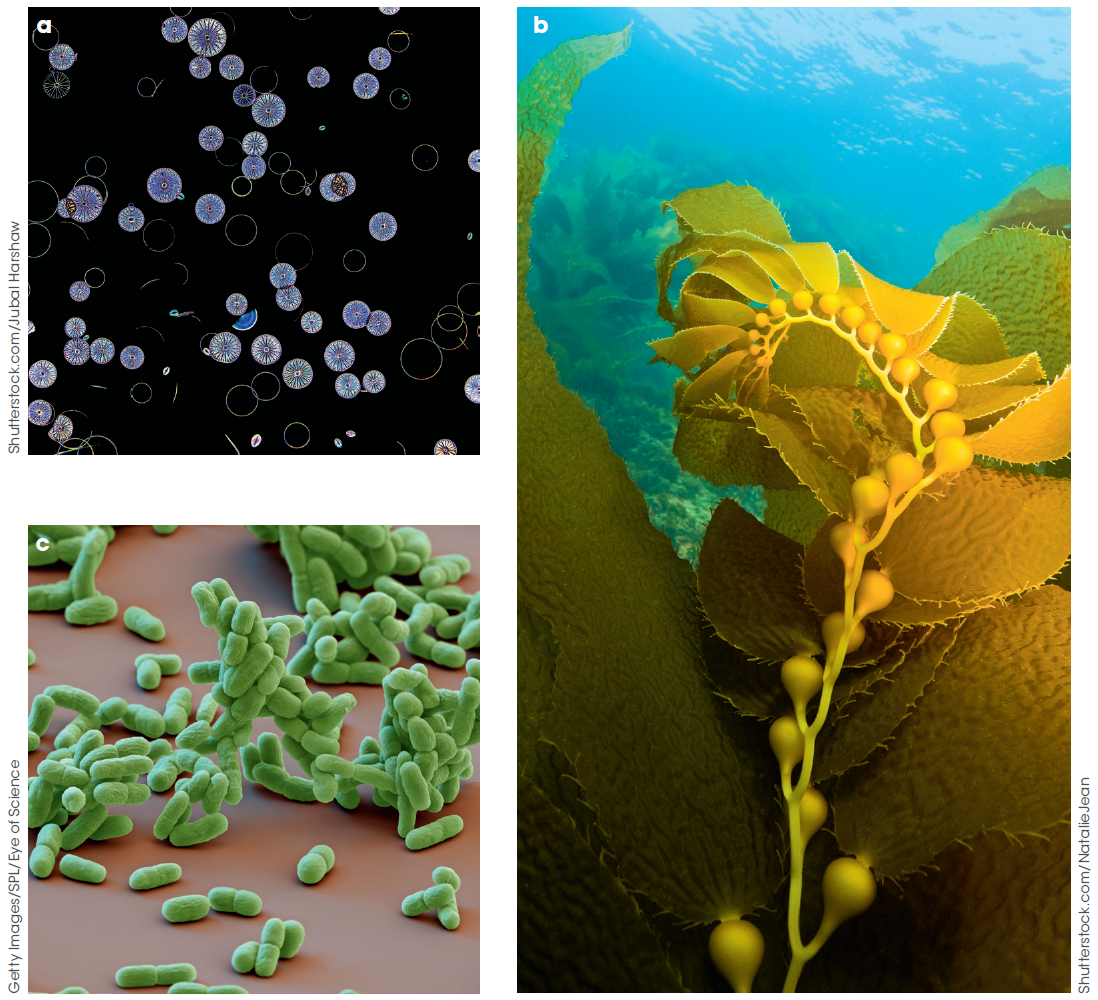 a
Shutterstock.com/Jubal Harshaw
b
Shutterstock.com/NatalieJean
c
Getty Images/SPL/Eye of Science